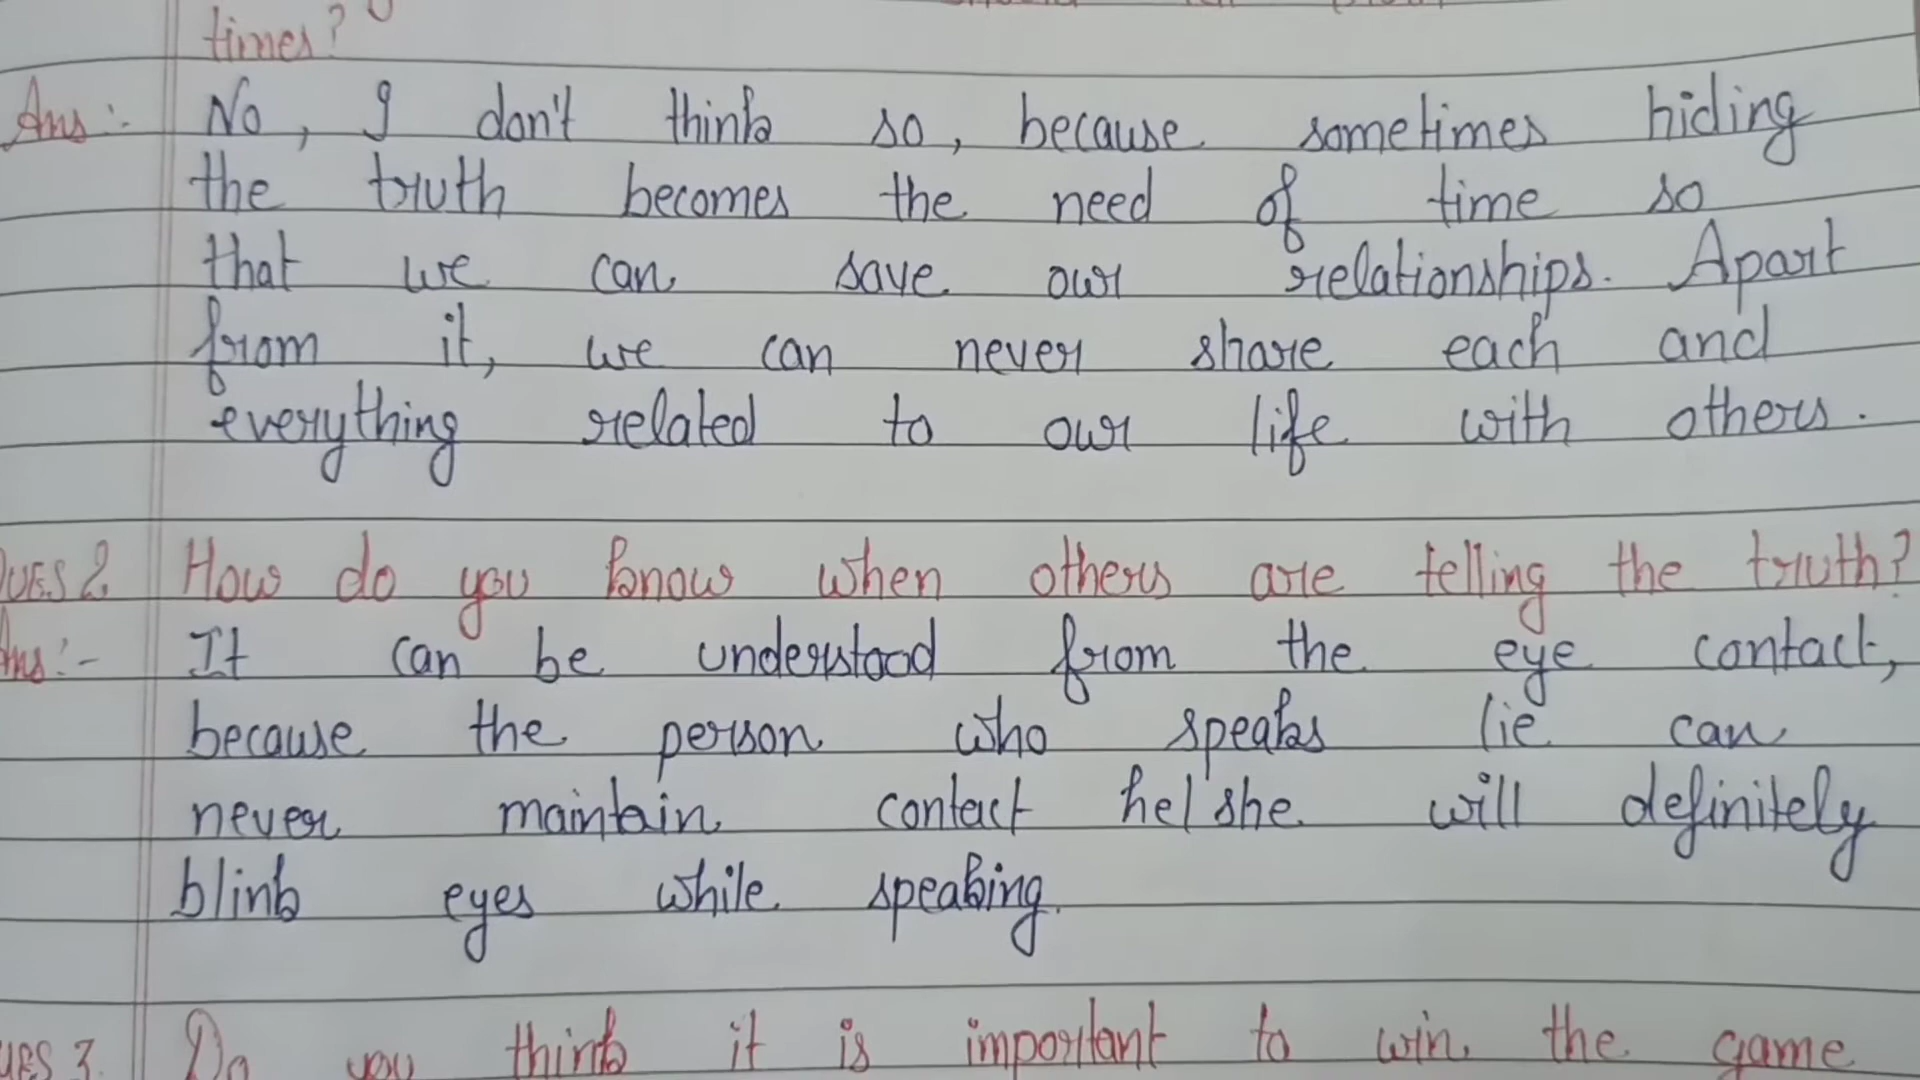 times?
Ans:- No, I don't think so, because sometimes hiding
the truth becomes the need of time so
that we can save our relationships. Apart
from it, we can never share each and
everything related to our life with others.
Ques 2 How do you know when others are telling the truth?
Ans:- It can be understood from the eye contact,
because the person who speaks lie can
never maintain contact he/she will definitely
blink eyes while speaking.
Ques 3. Do you think it is important to win the game